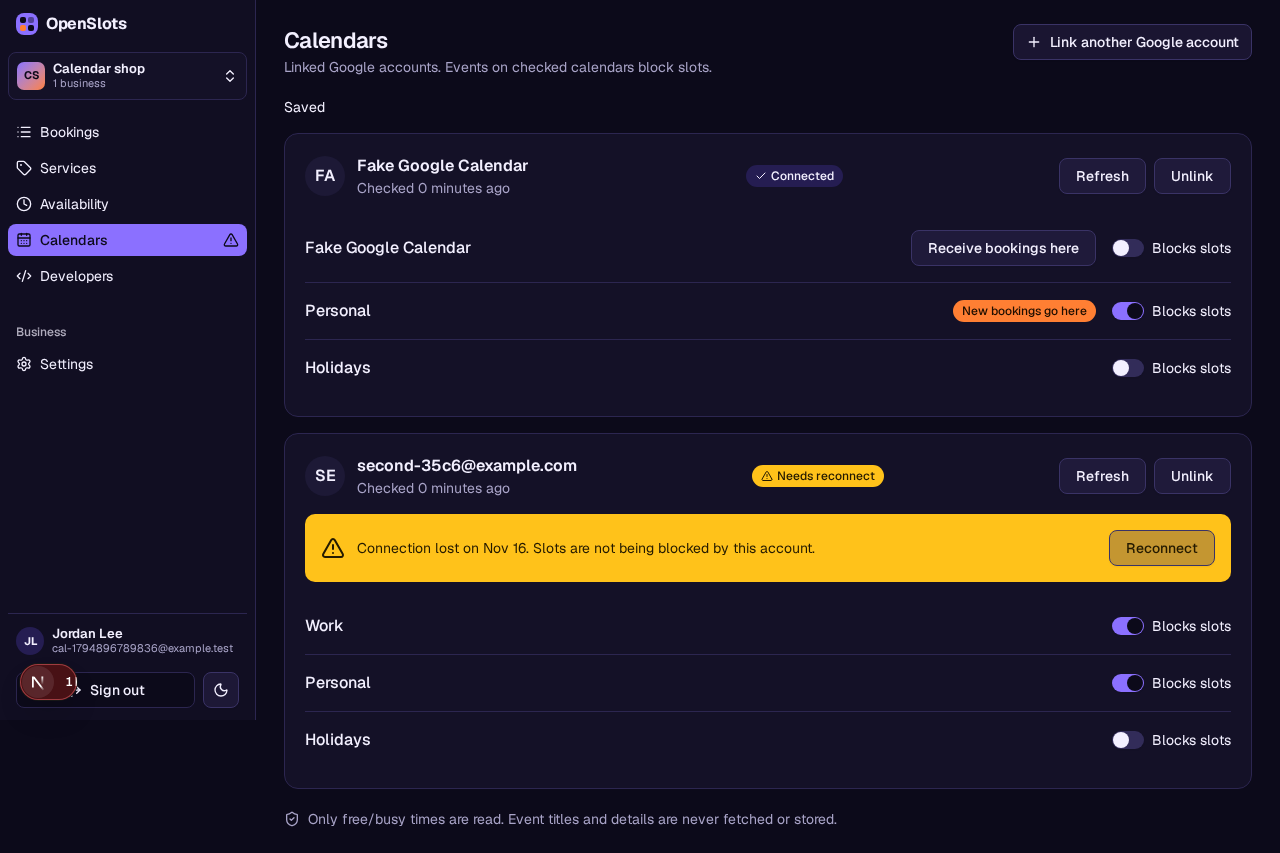 OpenSlots
CS
Calendar shop
1 business
Bookings
Services
Availability
Calendars
Developers
Business
Settings
JL
Jordan Lee
cal-1794896789836@example.test
N
1
Sign out
Calendars
Linked Google accounts. Events on checked calendars block slots.
Link another Google account
Saved
FA
Fake Google Calendar
Checked 0 minutes ago
Connected
Refresh
Unlink
Fake Google Calendar
Receive bookings here
Blocks slots
Personal
New bookings go here
Blocks slots
Holidays
Blocks slots
SE
second-35c6@example.com
Checked 0 minutes ago
Needs reconnect
Refresh
Unlink
Connection lost on Nov 16. Slots are not being blocked by this account.
Reconnect
Work
Blocks slots
Personal
Blocks slots
Holidays
Blocks slots
Only free/busy times are read. Event titles and details are never fetched or stored.